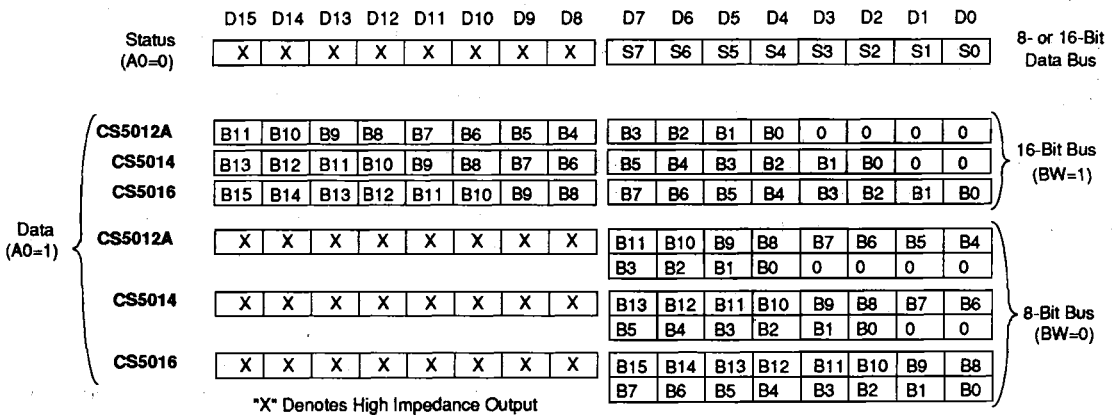 D15 D14 D13 D12 D11 D10 D9 D8 D7 D6 D5 D4 D3 D2 D1 D0
Status
(A0=0)
X X X X X X X X S7 S6 S5 S4 S3 S2 S1 S0
8- or 16-Bit
Data Bus
Data
(A0=1)
CS5012A B11 B10 B9 B8 B7 B6 B5 B4 B3 B2 B1 B0 0 0 0 0
CS5014 B13 B12 B11 B10 B9 B8 B7 B6 B5 B4 B3 B2 B1 B0 0 0
CS5016 B15 B14 B13 B12 B11 B10 B9 B8 B7 B6 B5 B4 B3 B2 B1 B0
16-Bit Bus
(BW=1)
CS5012A X X X X X X X X B11 B10 B9 B8 B7 B6 B5 B4
B3 B2 B1 B0 0 0 0 0
CS5014 X X X X X X X X B13 B12 B11 B10 B9 B8 B7 B6
B5 B4 B3 B2 B1 B0 0 0
CS5016 X X X X X X X X B15 B14 B13 B12 B11 B10 B9 B8
B7 B6 B5 B4 B3 B2 B1 B0
8-Bit Bus
(BW=0)
"X" Denotes High Impedance Output